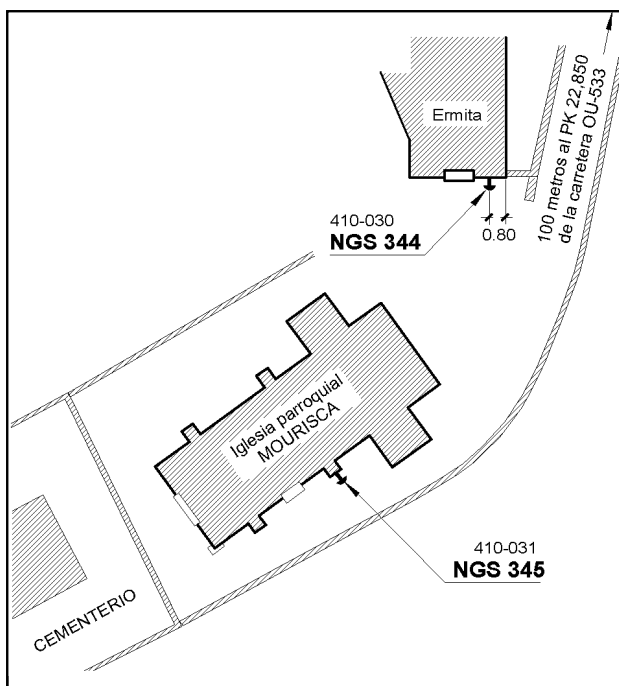 Ermita
100 metros al PK 22,850
de la carretera OU-533
410-030
NGS 344
0.80
Iglesia parroquial
MOURISCA
410-031
NGS 345
CEMENTERIO